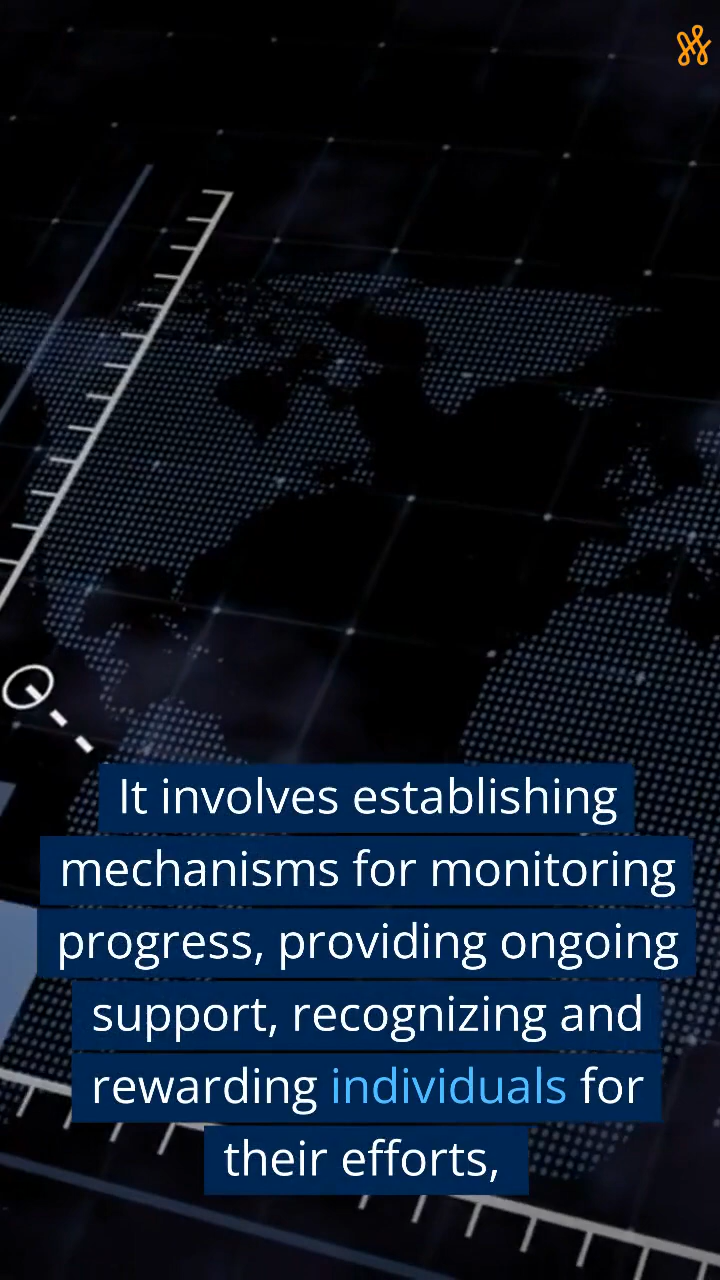 It involves establishing
mechanisms for monitoring
progress, providing ongoing
support, recognizing and
rewarding individuals for
their efforts,